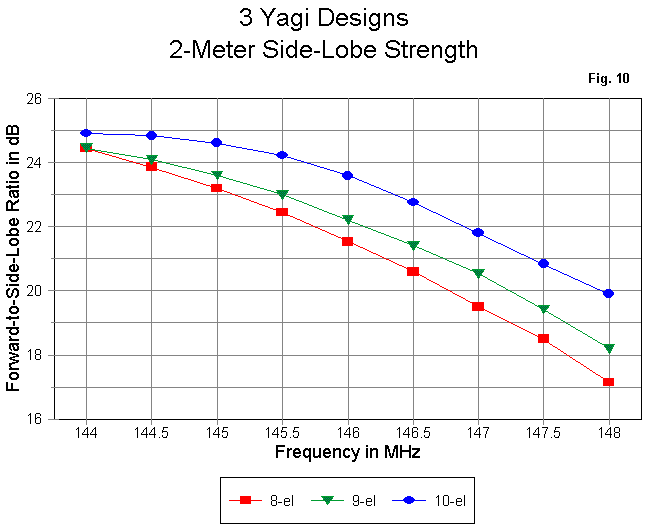 3 Yagi Designs
2-Meter Side-Lobe Strength
Fig. 10
Forward-to-Side-Lobe Ratio in dB
26
24
22
20
18
16
144 144.5 145 145.5 146 146.5 147 147.5 148
Frequency in MHz
8-el 9-el 10-el